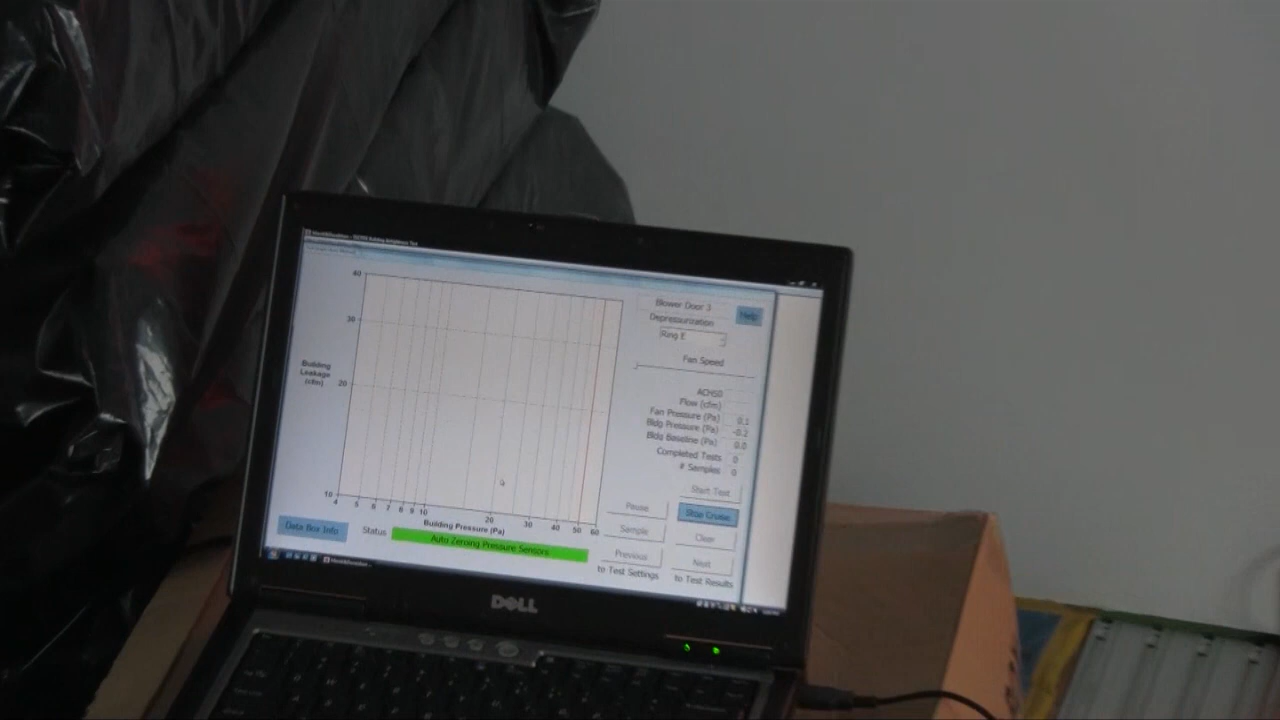 Blower Door 3
Help
Depressurization
Ring E
Fan Speed
ACH50
Flow (cfm)
Fan Pressure (Pa) 0.1
Bldg Pressure (Pa) -0.2
Bldg Baseline (Pa) 0.0
Completed Tests 0
# Samples 0
Start Test
Pause
Stop Cruise
Sample
Clear
Previous
Next
to Test Settings
to Test Results
40
30
20
10
Building
Leakage
(cfm)
4 5 6 7 8 9 10 20 30 40 50 60
Building Pressure (Pa)
Data Box Info
Status
Auto Zeroing Pressure Sensors
DELL